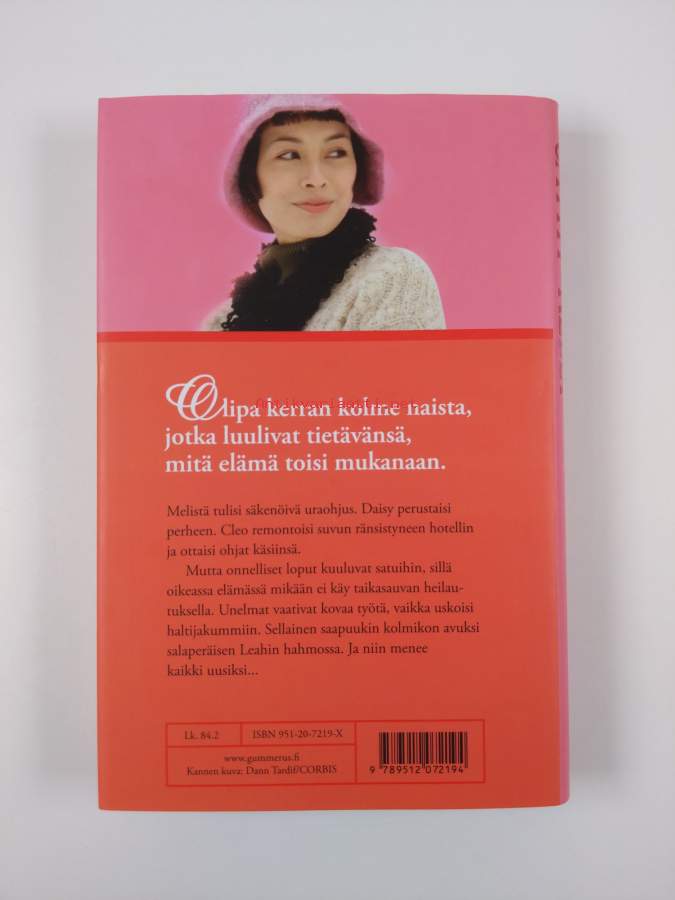 Olipa kerran kolme naista,
jotka luulivat tietävänsä,
mitä elämä toisi mukanaan.
Melistä tulisi säkenöivä uraohjus. Daisy perustaisi
perheen. Cleo remontoisi suvun ränsistyneen hotellin
ja ottaisi ohjat käsiinsä.
Mutta onnelliset loput kuuluvat satuihin, sillä
oikeassa elämässä mikään ei käy taikasauvan heilau-
tuksella. Unelmat vaativat kovaa työtä, vaikka uskoisi
haltijakummiin. Sellainen saapuukin kolmikon avuksi
salaperäisen Leahin hahmossa. Ja niin menee
kaikki uusiksi...
Lk. 84.2
ISBN 951-20-7219-X
www.gummerus.fi
Kannen kuva: Dann Tardif/CORBIS
9 789512 072194